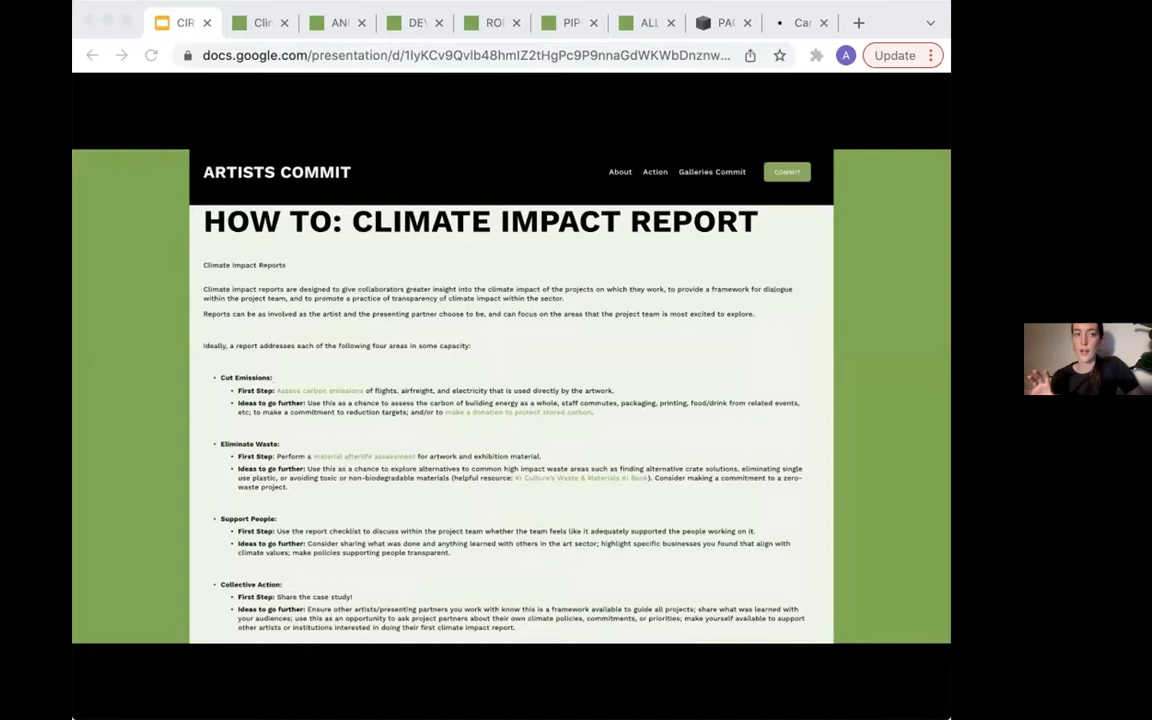 CIR
Clir
ANI
DEV
ROI
PIP
ALL
PAC
Car
docs.google.com/presentation/d/1IyKCv9Qvlb48hmIZ2tHgPc9P9nnaGdWKWbDnznw...
A
Update
ARTISTS COMMIT
About
Action
Galleries Commit
COMMIT
HOW TO: CLIMATE IMPACT REPORT
Climate Impact Reports
Climate impact reports are designed to give collaborators greater insight into the climate impact of the projects on which they work, to provide a framework for dialogue
within the project team, and to promote a practice of transparency of climate impact within the sector.
Reports can be as involved as the artist and the presenting partner choose to be, and can focus on the areas that the project team is most excited to explore.
Ideally, a report addresses each of the following four areas in some capacity:
• Cut Emissions:
• First Step: Assess carbon emissions of flights, airfreight, and electricity that is used directly by the artwork.
• Ideas to go further: Use this as a chance to assess the carbon of building energy as a whole, staff commutes, packaging, printing, food/drink from related events,
etc; to make a commitment to reduction targets; and/or to make a donation to protect stored carbon.
• Eliminate Waste:
• First Step: Perform a material afterlife assessment for artwork and exhibition material.
• Ideas to go further: Use this as a chance to explore alternatives to common high impact waste areas such as finding alternative crate solutions, eliminating single
use plastic, or avoiding toxic or non-biodegradable materials (helpful resource: Ki Culture's Waste & Materials Ki Book). Consider making a commitment to a zero-
waste project.
• Support People:
• First Step: Use the report checklist to discuss within the project team whether the team feels like it adequately supported the people working on it.
• Ideas to go further: Consider sharing what was done and anything learned with others in the art sector; highlight specific businesses you found that align with
climate values; make policies supporting people transparent.
• Collective Action:
• First Step: Share the case study!
• Ideas to go further: Ensure other artists/presenting partners you work with know this is a framework available to guide all projects; share what was learned with
your audiences; use this as an opportunity to ask project partners about their own climate policies, commitments, or priorities; make yourself available to support
other artists or institutions interested in doing their first climate impact report.